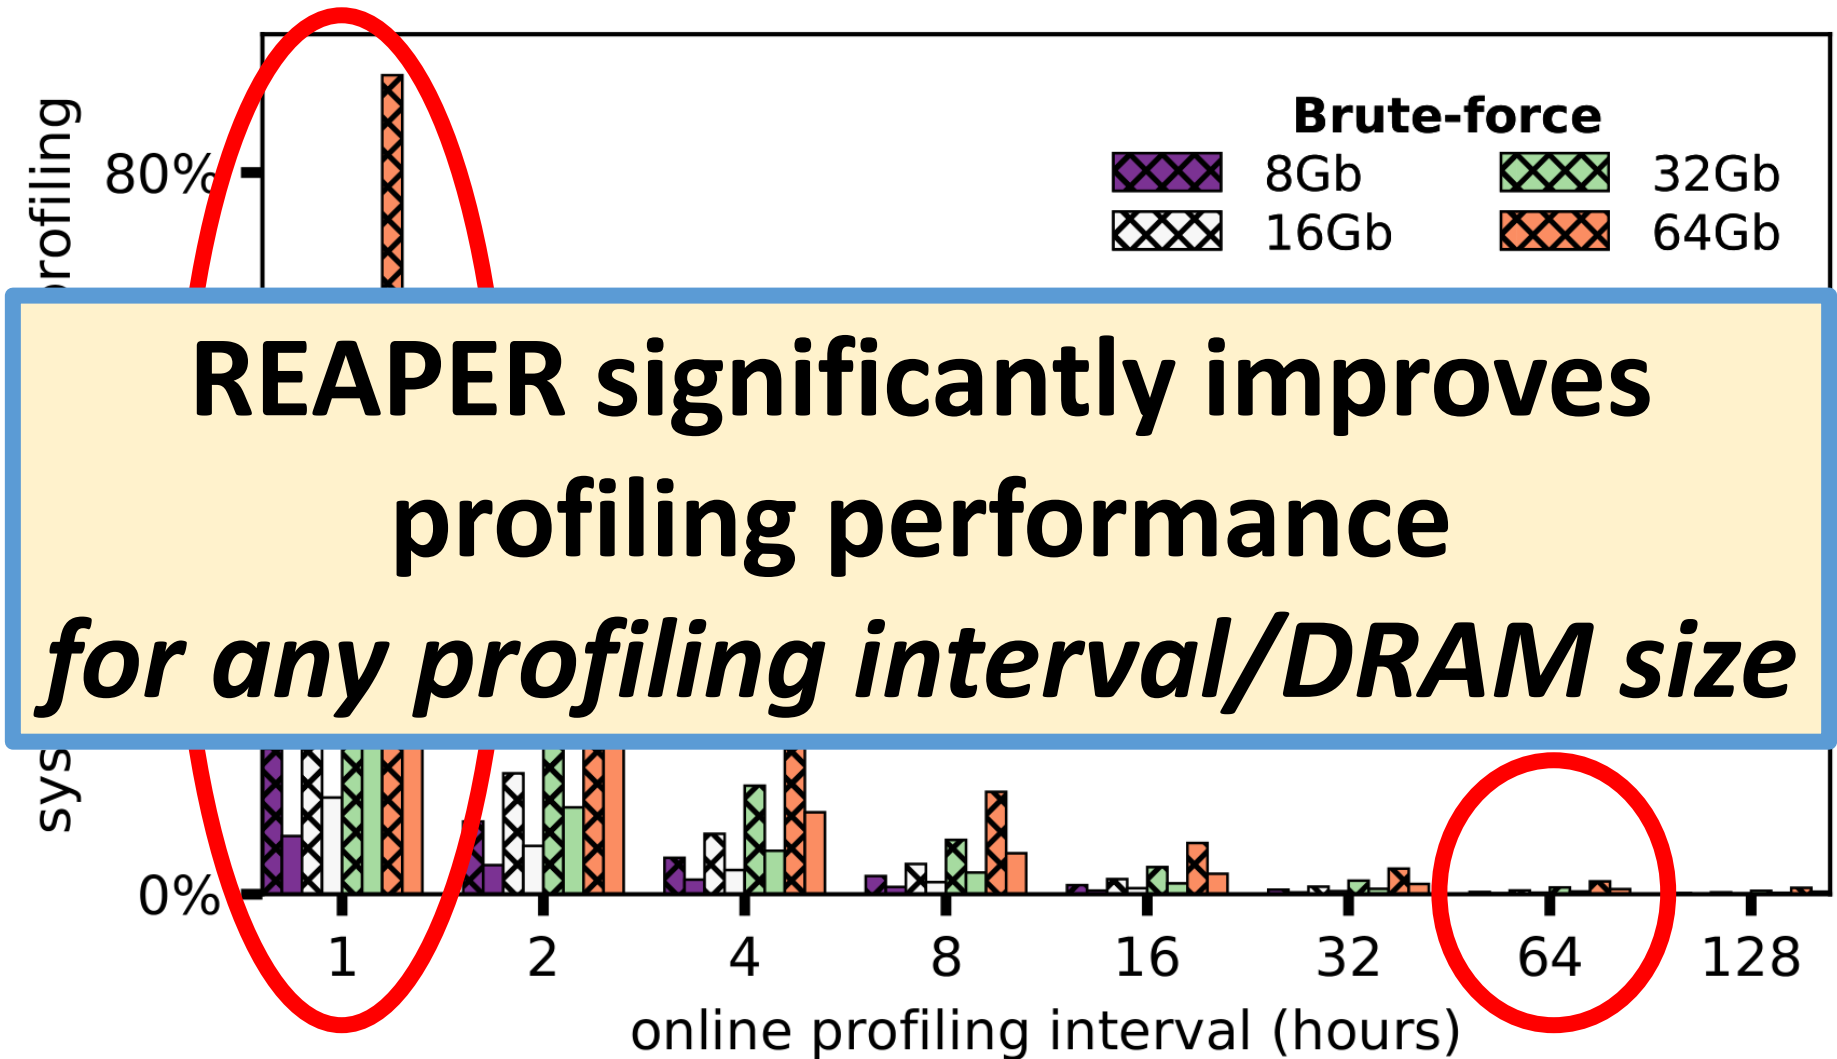 profiling
80%
Brute-force
8Gb
32Gb
16Gb
64Gb
REAPER significantly improves
profiling performance
for any profiling interval/DRAM size
0%
1 2 4 8 16 32 64 128
online profiling interval (hours)